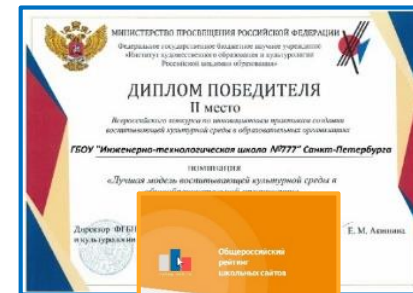 МИНИСТЕРСТВО ПРОСВЕЩЕНИЯ РОССИЙСКОЙ ФЕДЕРАЦИИ
Федеральное государственное бюджетное научное учреждение
«Институт художественного образования и культурологии
Российской академии образования»
ДИПЛОМ ПОБЕДИТЕЛЯ
II место
Всероссийского конкурса по инновационным практикам создания
воспитывающей культурной среды в образовательных организациях
ГБОУ "Инженерно-технологическая школа №777" Санкт-Петербурга
номинация
«Лучшая модель воспитывающей культурной среды в
Директор ФГБН
и культурологии
Е. М. Акишина
Общероссийский
рейтинг
школьных сайтов